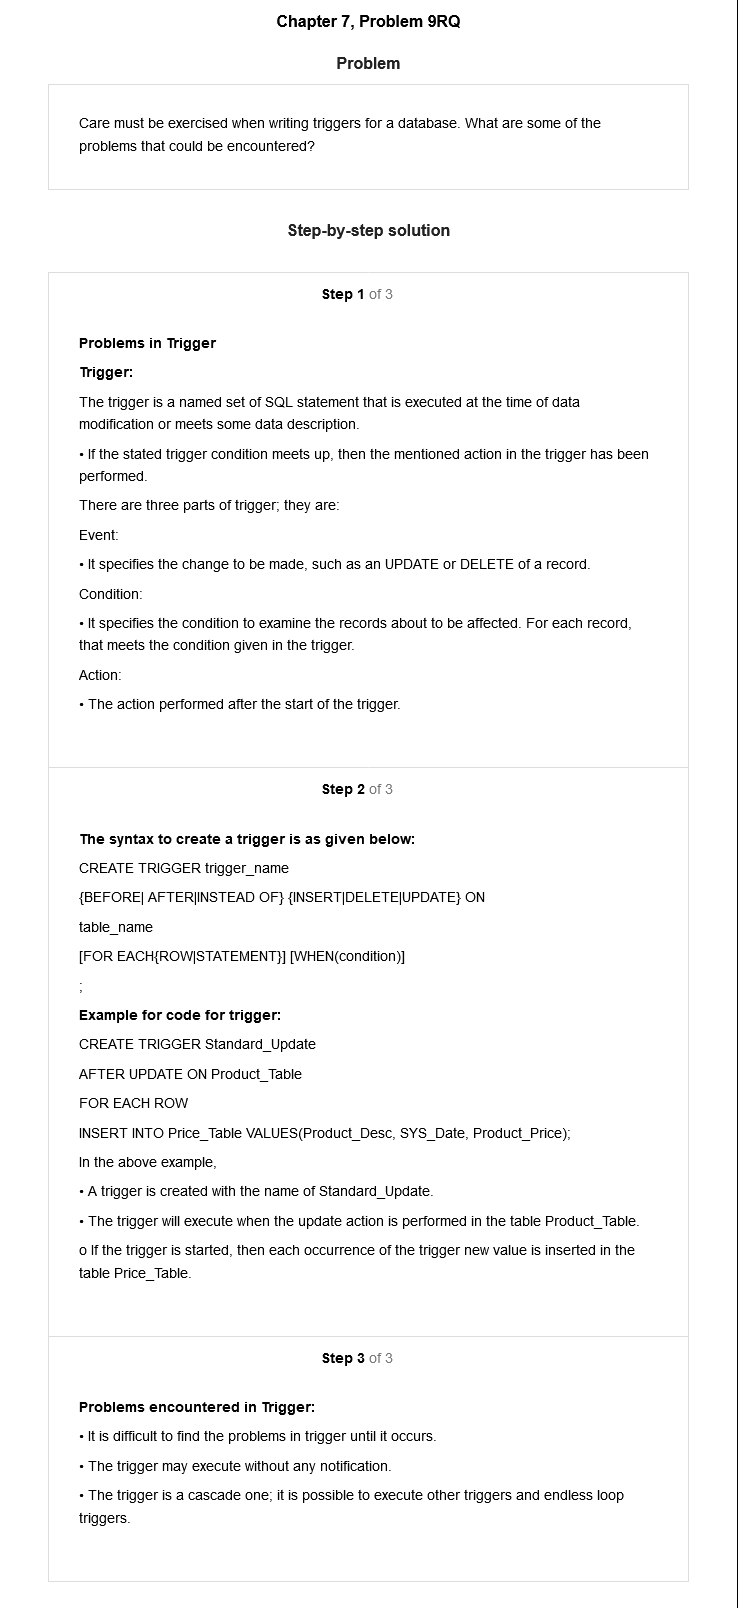 Chapter 7, Problem 9RQ
Problem
Care must be exercised when writing triggers for a database. What are some of the
problems that could be encountered?
Step-by-step solution
Step 1 of 3
Problems in Trigger
Trigger:
The trigger is a named set of SQL statement that is executed at the time of data
modification or meets some data description.
• If the stated trigger condition meets up, then the mentioned action in the trigger has been
performed.
There are three parts of trigger; they are:
Event:
• It specifies the change to be made, such as an UPDATE or DELETE of a record.
Condition:
• It specifies the condition to examine the records about to be affected. For each record,
that meets the condition given in the trigger.
Action:
• The action performed after the start of the trigger.
Step 2 of 3
The syntax to create a trigger is as given below:
CREATE TRIGGER trigger_name
{BEFORE| AFTER|INSTEAD OF} {INSERT|DELETE|UPDATE} ON
table_name
[FOR EACH{ROW|STATEMENT}] [WHEN(condition)]
;
Example for code for trigger:
CREATE TRIGGER Standard_Update
AFTER UPDATE ON Product_Table
FOR EACH ROW
INSERT INTO Price_Table VALUES(Product_Desc, SYS_Date, Product_Price);
In the above example,
• A trigger is created with the name of Standard_Update.
• The trigger will execute when the update action is performed in the table Product_Table.
o If the trigger is started, then each occurrence of the trigger new value is inserted in the
table Price_Table.
Step 3 of 3
Problems encountered in Trigger:
• It is difficult to find the problems in trigger until it occurs.
• The trigger may execute without any notification.
• The trigger is a cascade one; it is possible to execute other triggers and endless loop
triggers.